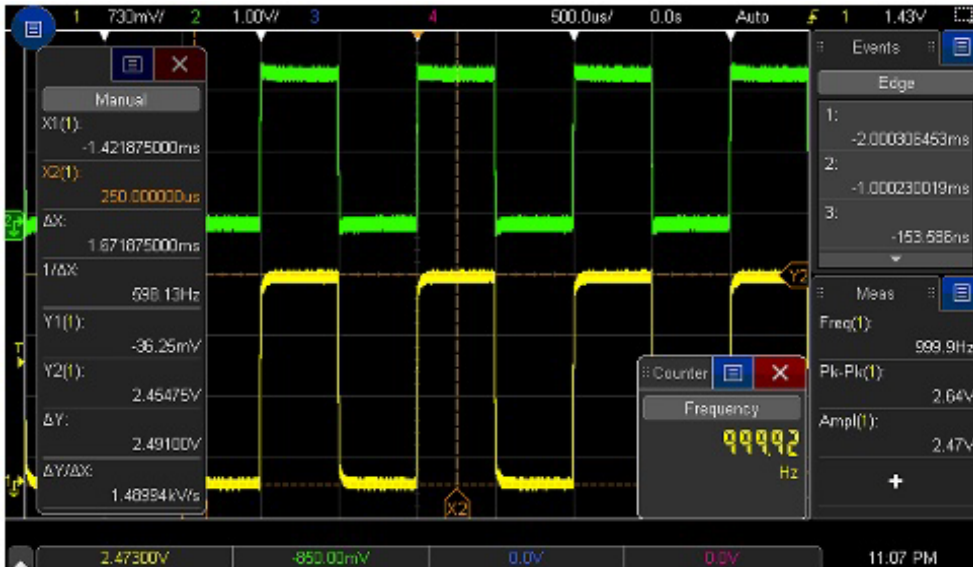 1 730mV/ 2 1.00V/ 3 4 500.0us/ 0.0s Auto 1 1.43V
Manual
X1(1):
-1.421875000ms
X2(1):
250.000000us
ΔX:
1.671875000ms
1/ΔX:
598.13Hz
Y1(1):
-36.25mV
Y2(1):
2.45475V
ΔY:
2.49100V
ΔY/ΔX:
1.48994kV/s
2
T
1
Y2
X2
Counter
Frequency
999.92
Hz
Events
Edge
1:
-2.000306453ms
2:
-1.000230019ms
3:
-153.586ns
Meas
Freq(1):
999.9Hz
Pk-Pk(1):
2.64V
Ampl(1):
2.47V
+
2.47300V -850.00mV 0.0V 0.0V 11:07 PM